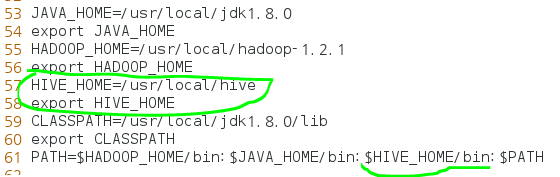 53 JAVA_HOME=/usr/local/jdk1.8.0
54 export JAVA_HOME
55 HADOOP_HOME=/usr/local/hadoop-1.2.1
56 export HADOOP_HOME
57 HIVE_HOME=/usr/local/hive
58 export HIVE_HOME
59 CLASSPATH=/usr/local/jdk1.8.0/lib
60 export CLASSPATH
61 PATH=$HADOOP_HOME/bin:$JAVA_HOME/bin:$HIVE_HOME/bin:$PATH